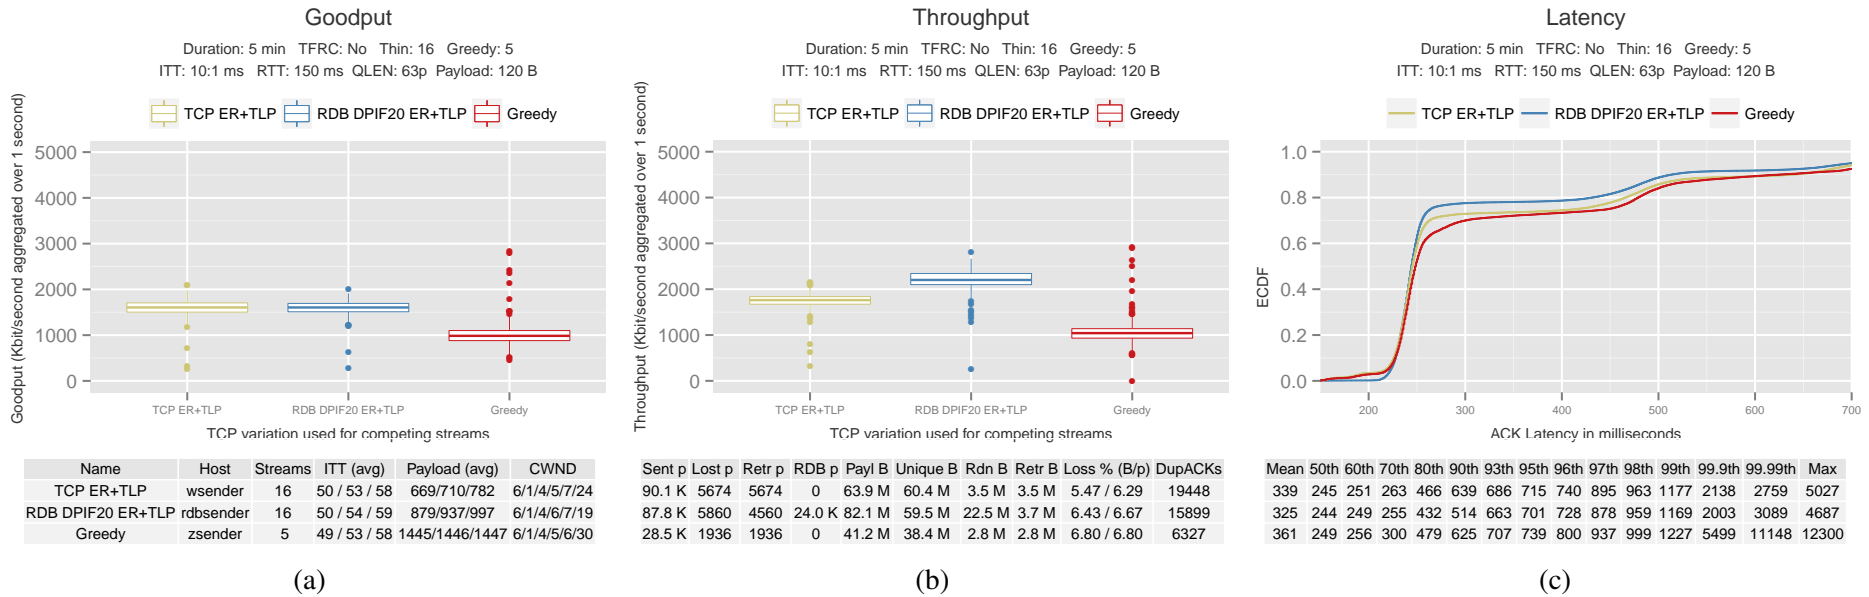 Goodput
Duration: 5 min TFRC: No Thin: 16 Greedy: 5
ITT: 10:1 ms RTT: 150 ms QLEN: 63p Payload: 120 B
TCP ER+TLP RDB DPIF20 ER+TLP Greedy
Goodput (Kbit/second aggregated over 1 second)
5000
4000
3000
2000
1000
0
TCP ER+TLP RDB DPIF20 ER+TLP Greedy
TCP variation used for competing streams
Name Host Streams ITT (avg) Payload (avg) CWND
TCP ER+TLP wsender 16 50 / 53 / 58 669/710/782 6/1/4/5/7/24
RDB DPIF20 ER+TLP rdbsender 16 50 / 54 / 59 879/937/997 6/1/4/6/7/19
Greedy zsender 5 49 / 53 / 58 1445/1446/1447 6/1/4/5/6/30
(a)
Throughput
Duration: 5 min TFRC: No Thin: 16 Greedy: 5
ITT: 10:1 ms RTT: 150 ms QLEN: 63p Payload: 120 B
TCP ER+TLP RDB DPIF20 ER+TLP Greedy
Throughput (Kbit/second aggregated over 1 second)
5000
4000
3000
2000
1000
0
TCP ER+TLP RDB DPIF20 ER+TLP Greedy
TCP variation used for competing streams
Sent p Lost p Retr p RDB p Payl B Unique B Rdn B Retr B Loss % (B/p) DupACKs
90.1 K 5674 5674 0 63.9 M 60.4 M 3.5 M 3.5 M 5.47 / 6.29 19448
87.8 K 5860 4560 24.0 K 82.1 M 59.5 M 22.5 M 3.7 M 6.43 / 6.67 15899
28.5 K 1936 1936 0 41.2 M 38.4 M 2.8 M 2.8 M 6.80 / 6.80 6327
(b)
Latency
Duration: 5 min TFRC: No Thin: 16 Greedy: 5
ITT: 10:1 ms RTT: 150 ms QLEN: 63p Payload: 120 B
TCP ER+TLP RDB DPIF20 ER+TLP Greedy
ECDF
1.0
0.8
0.6
0.4
0.2
0.0
200 300 400 500 600 700
ACK Latency in milliseconds
Mean 50th 60th 70th 80th 90th 93th 95th 96th 97th 98th 99th 99.9th 99.99th Max
339 245 251 263 466 639 686 715 740 895 963 1177 2138 2759 5027
325 244 249 255 432 514 663 701 728 878 959 1169 2003 3089 4687
361 249 256 300 479 625 707 739 800 937 999 1227 5499 11148 12300
(c)